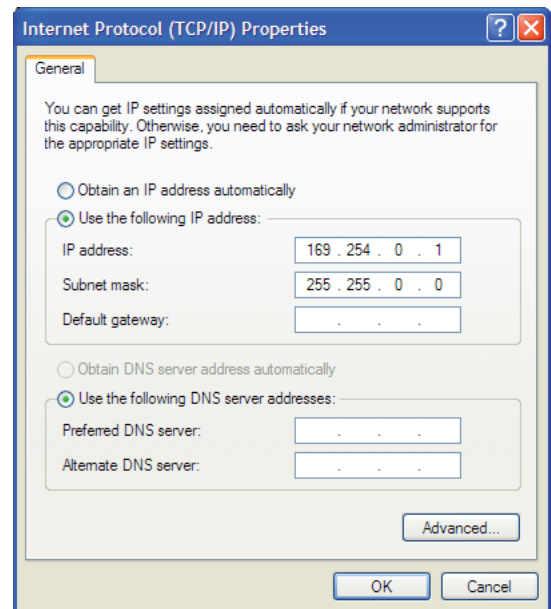 Internet Protocol (TCP/IP) Properties
General
You can get IP settings assigned automatically if your network supports
this capability. Otherwise, you need to ask your network administrator for
the appropriate IP settings.
Obtain an IP address automatically
Use the following IP address:
IP address: 169 . 254 . 0 . 1
Subnet mask: 255 . 255 . 0 . 0
Default gateway: . . .
Obtain DNS server address automatically
Use the following DNS server addresses:
Preferred DNS server: . . .
Alternate DNS server: . . .
Advanced...
OK Cancel